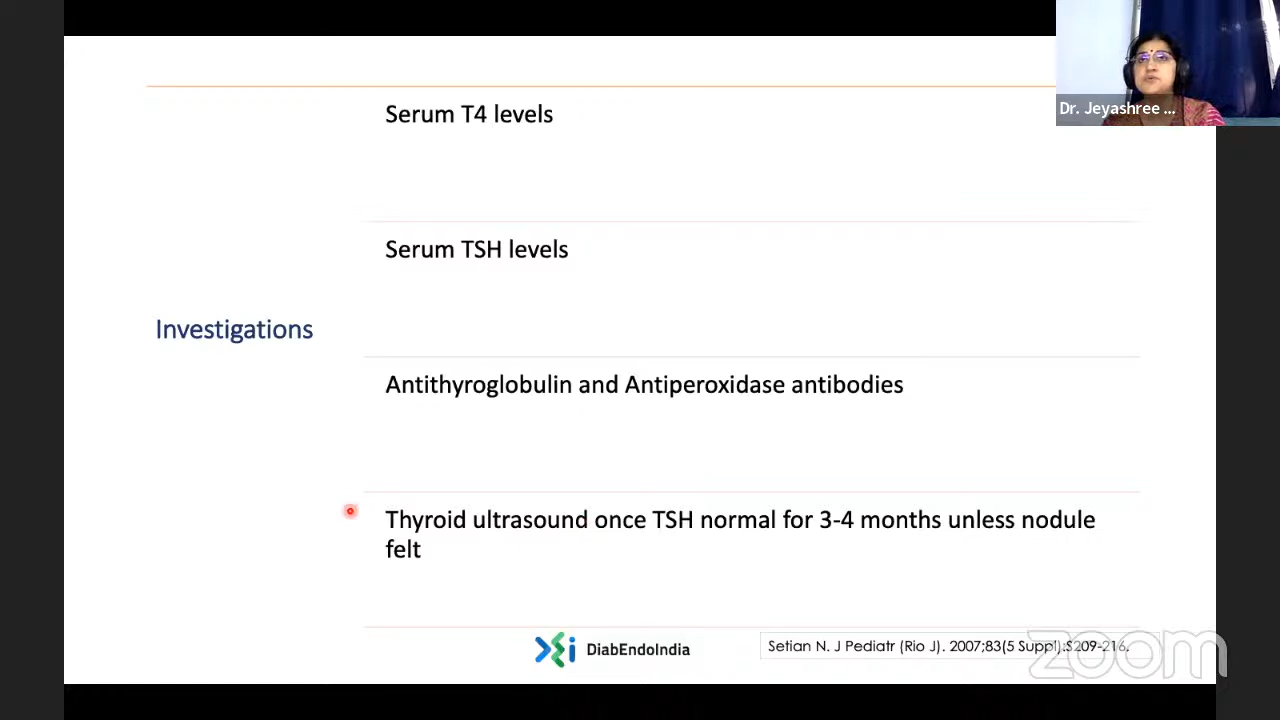 Dr. Jeyashree ...
Serum T4 levels
Serum TSH levels
Investigations
Antithyroglobulin and Antiperoxidase antibodies
Thyroid ultrasound once TSH normal for 3-4 months unless nodule
felt
DiabEndoIndia
Setian N. J Pediatr (Rio J). 2007;83(5 Suppl):S209-216.
zoom